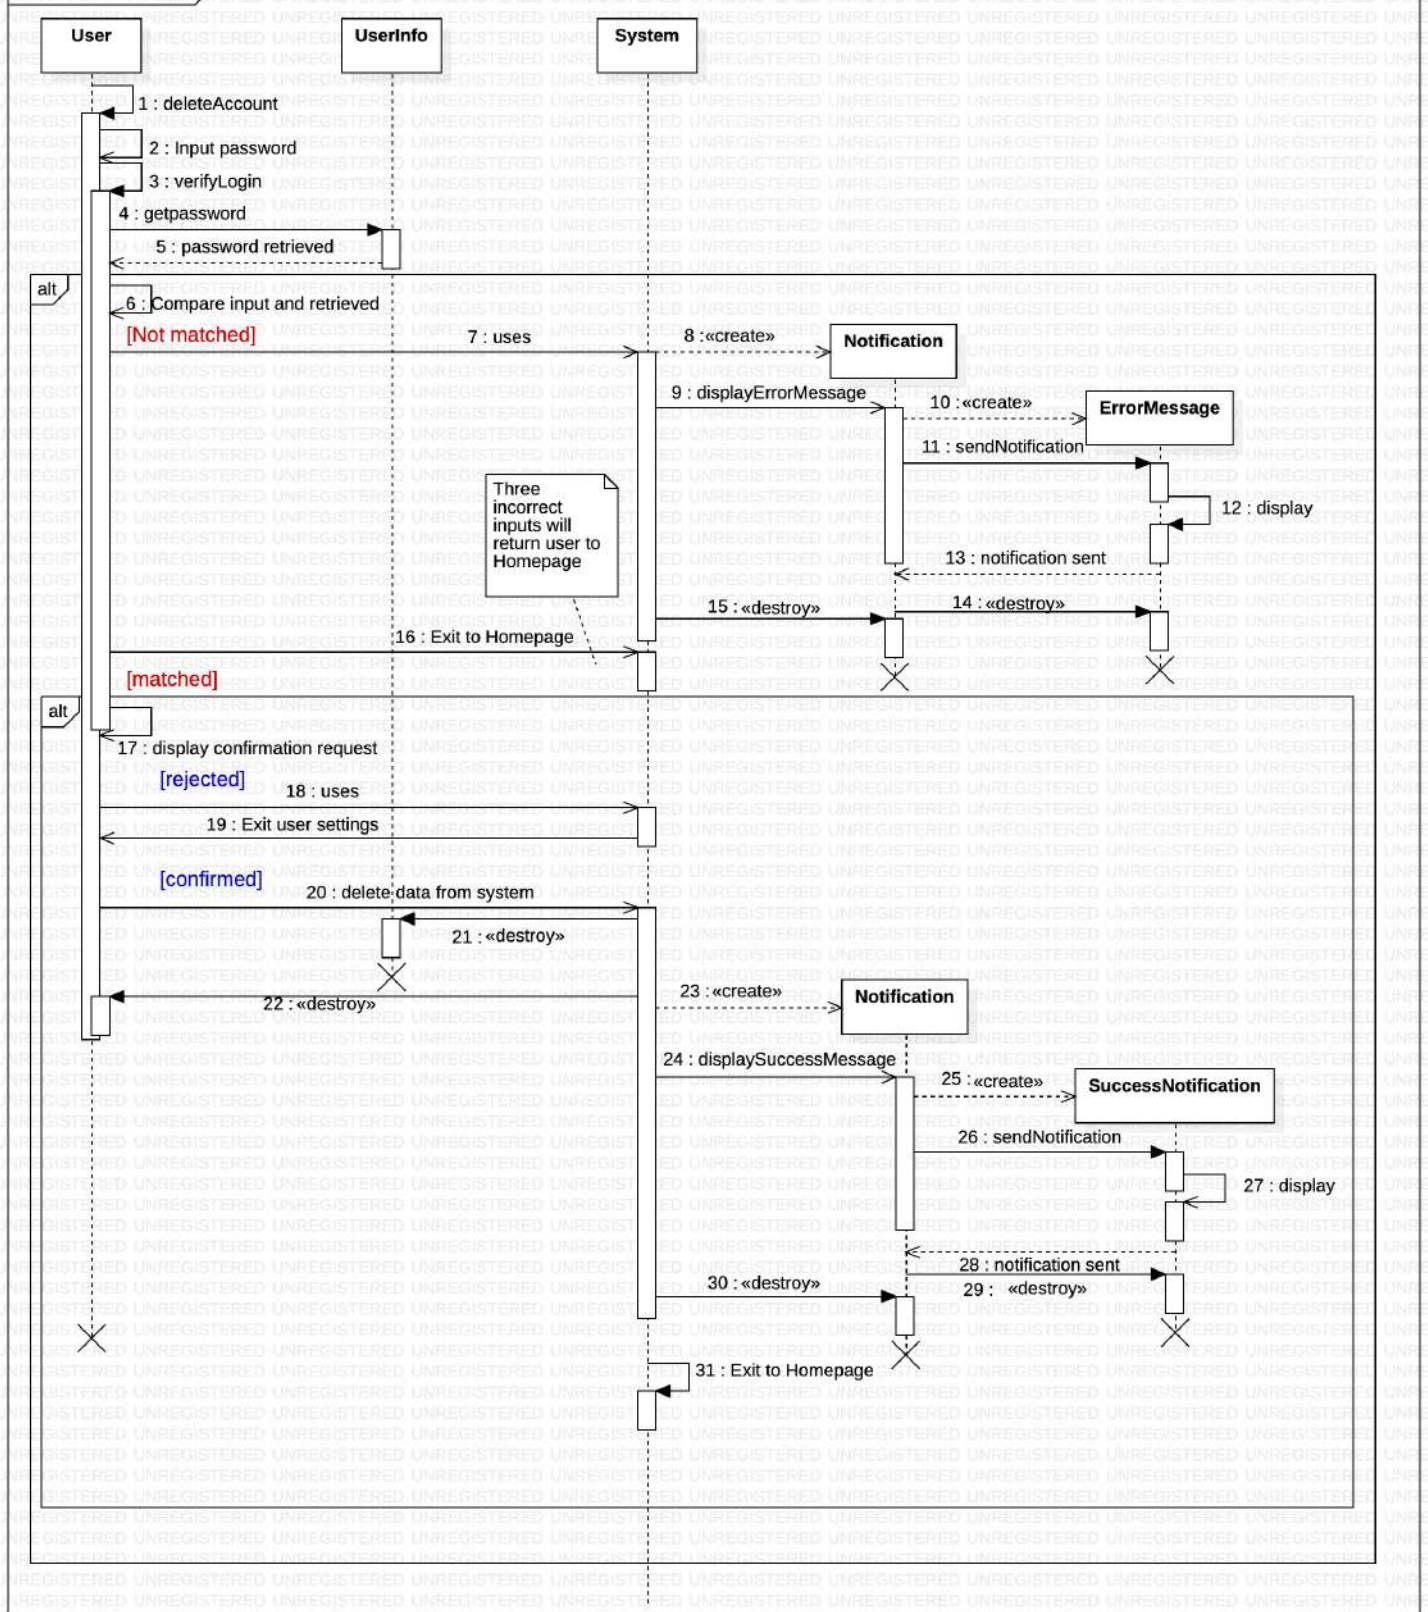 User
UserInfo
System
1 : deleteAccount
2 : Input password
3 : verifyLogin
4 : getpassword
5 : password retrieved
alt
6 : Compare input and retrieved
[Not matched]
7 : uses
8 :«create»
Notification
9 : displayErrorMessage
10 :«create»
ErrorMessage
11 : sendNotification
Three
incorrect
inputs will
return user to
Homepage
12 : display
13 : notification sent
14 : «destroy»
15 : «destroy»
16 : Exit to Homepage
[matched]
alt
17 : display confirmation request
[rejected]
18 : uses
19 : Exit user settings
[confirmed]
20 : delete data from system
21 : «destroy»
22 : «destroy»
23 :«create»
Notification
24 : displaySuccessMessage
25 :«create»
SuccessNotification
26 : sendNotification
27 : display
28 : notification sent
29 : «destroy»
30 : «destroy»
31 : Exit to Homepage
UNREGISTERED